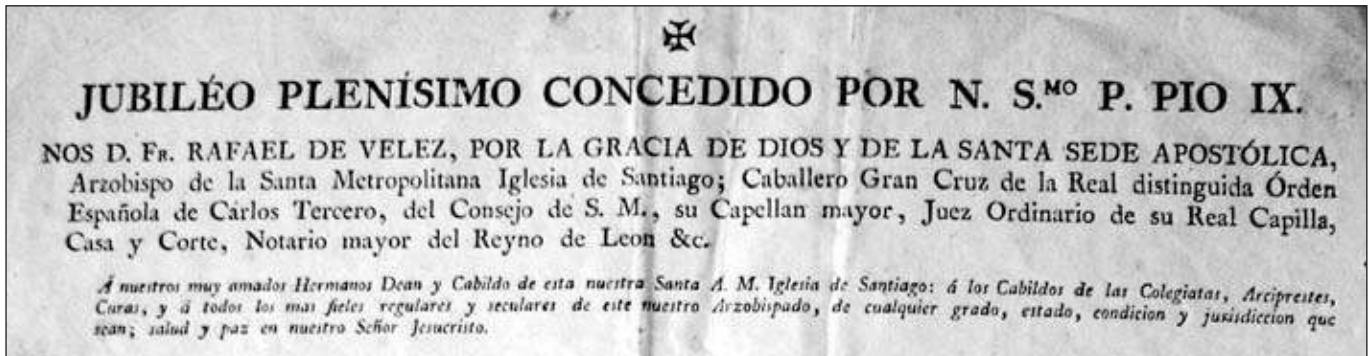 ✠
JUBILÉO PLENÍSIMO CONCEDIDO POR N. S.ᴹᴼ P. PIO IX.
NOS D. Fr. RAFAEL DE VELEZ, POR LA GRACIA DE DIOS Y DE LA SANTA SEDE APOSTÓLICA,
Arzobispo de la Santa Metropolitana Iglesia de Santiago; Caballero Gran Cruz de la Real distinguida Órden
Española de Cárlos Tercero, del Consejo de S. M., su Capellan mayor, Juez Ordinario de su Real Capilla,
Casa y Corte, Notario mayor del Reyno de Leon &c.
Á nuestros muy amados Hermanos Dean y Cabildo de esta nuestra Santa A. M. Iglesia de Santiago: á los Cabildos de las Colegiatas, Arciprestes,
Curas, y á todos los mas fieles regulares y seculares de este nuestro Arzobispado, de cualquier grado, estado, condicion y jurisdiccion que
sean; salud y paz en nuestro Señor Jesucristo.